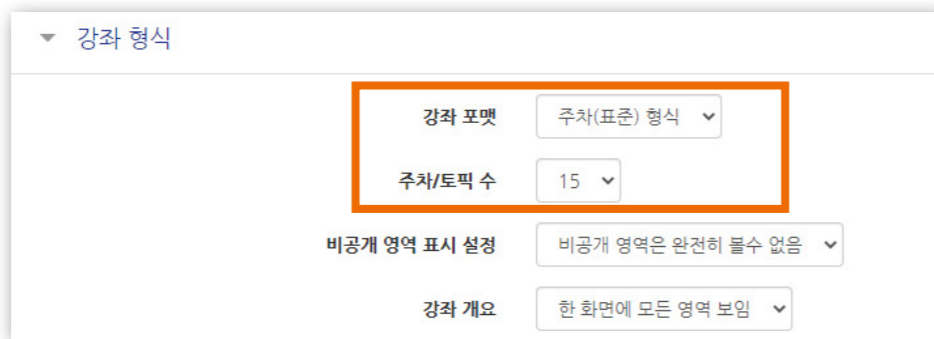 강좌 형식
강좌 포맷 주차(표준) 형식
주차/토픽 수 15
비공개 영역 표시 설정 비공개 영역은 완전히 볼수 없음
강좌 개요 한 화면에 모든 영역 보임